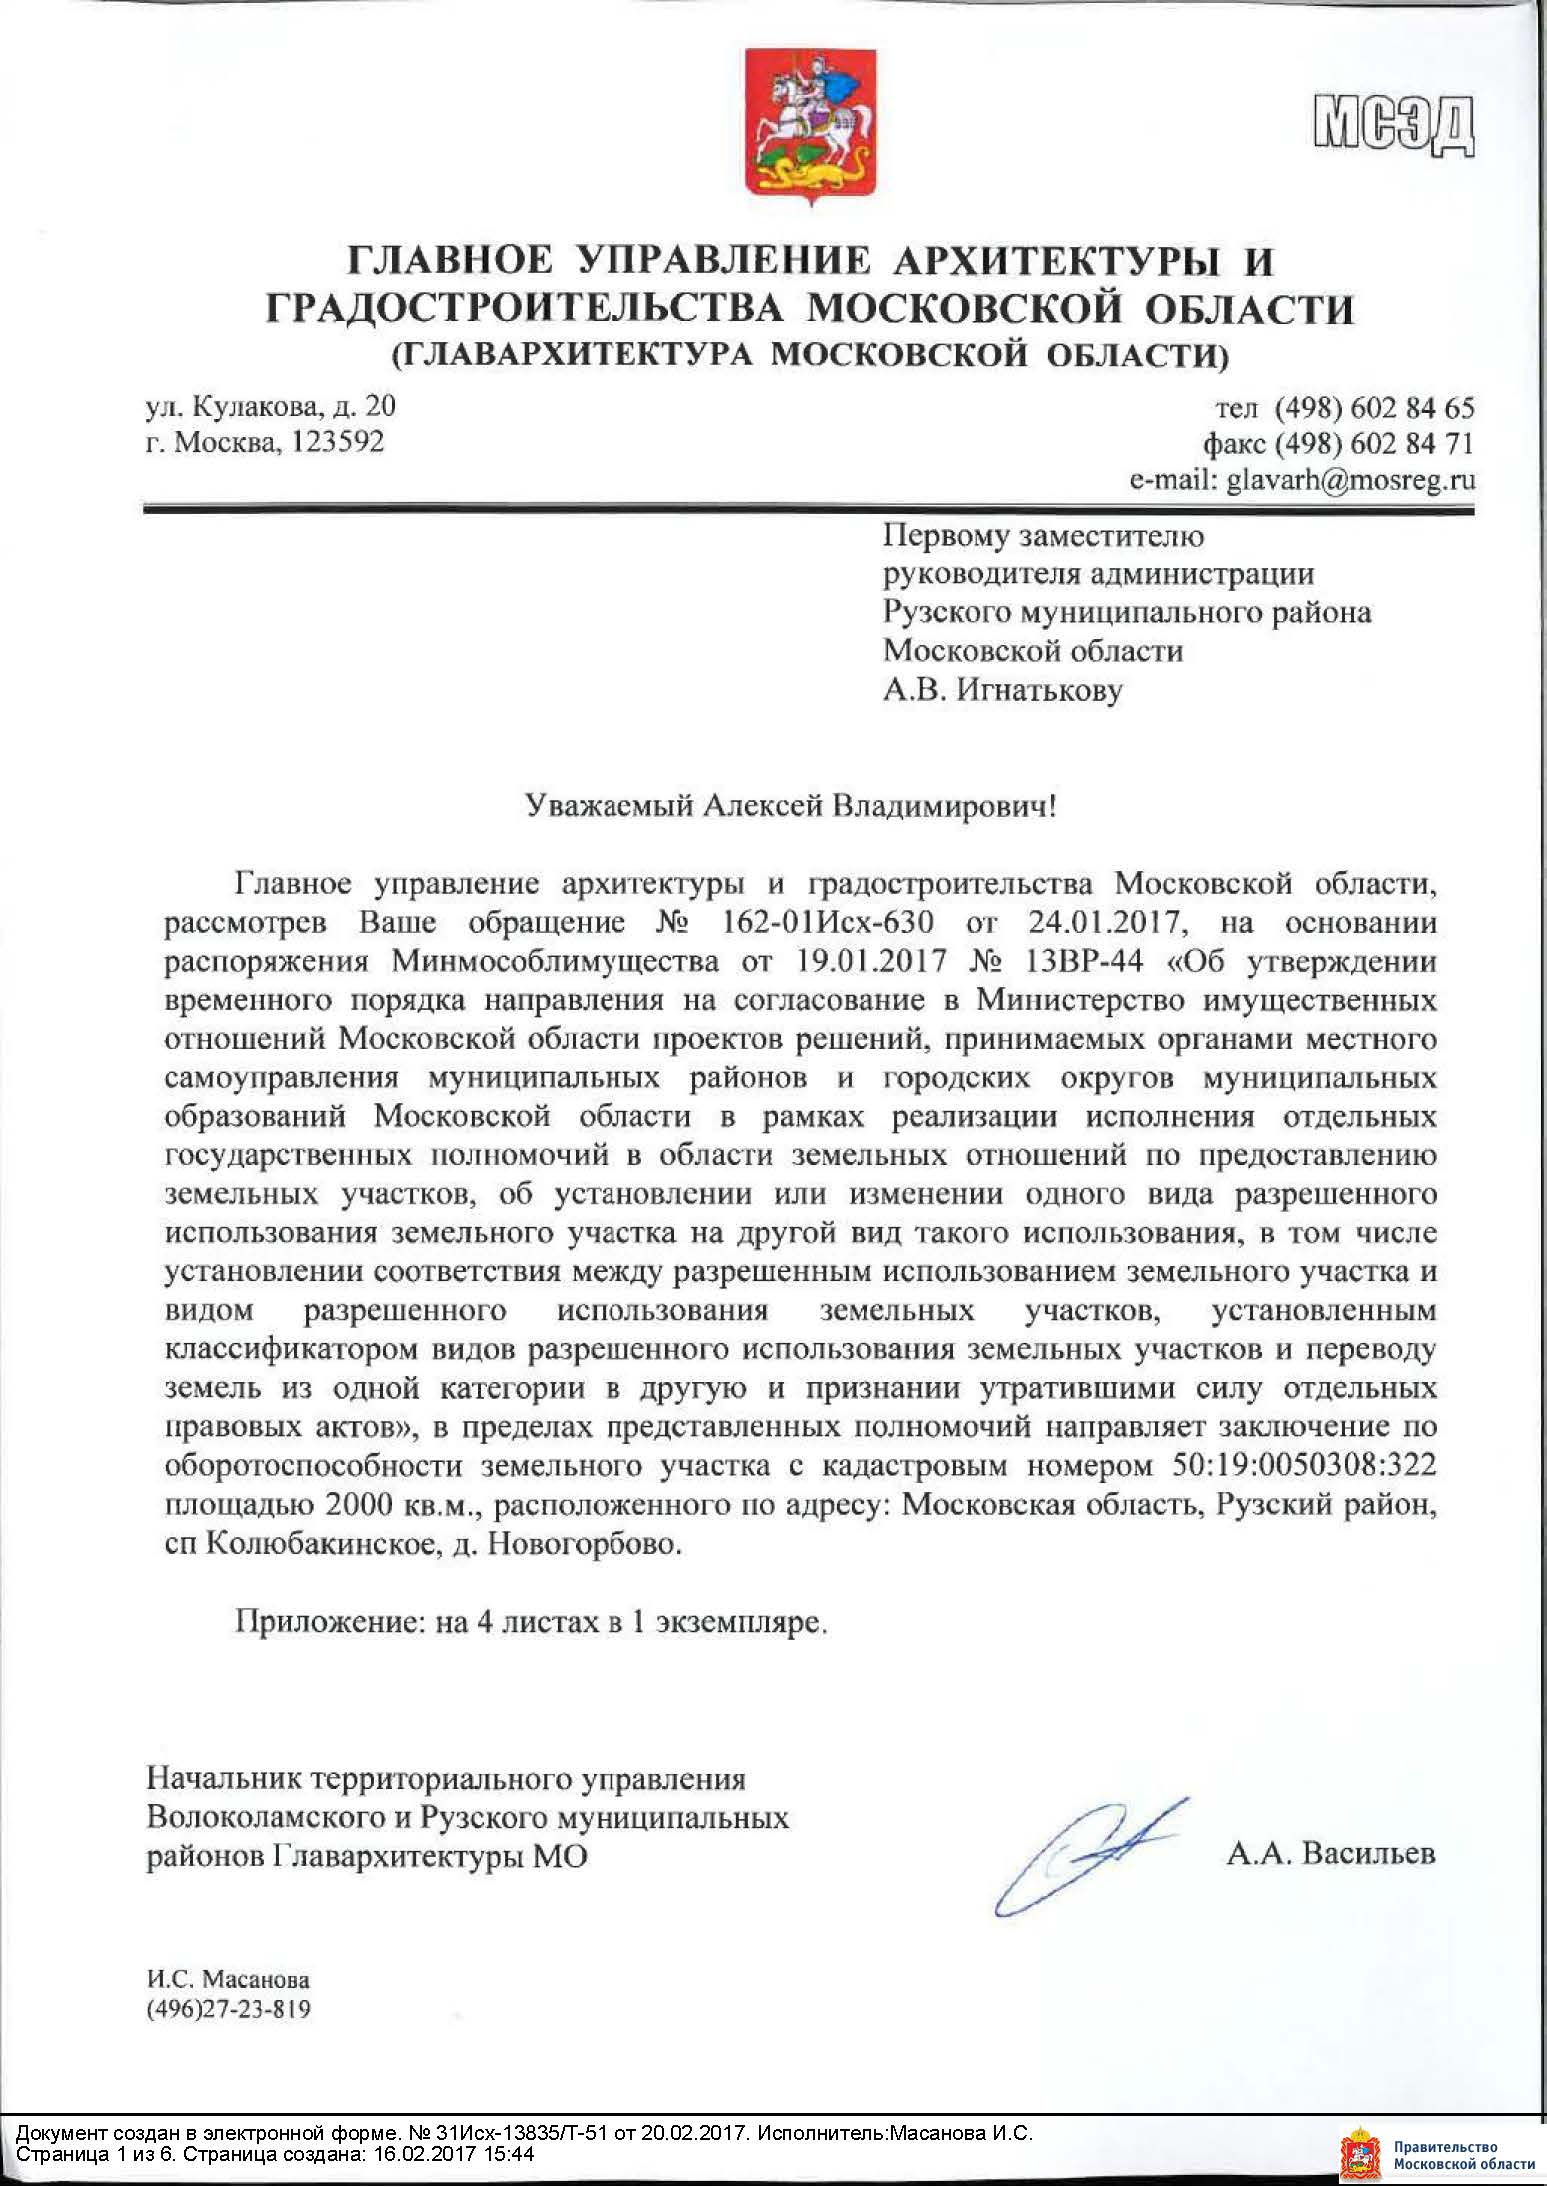 МСЭД
ГЛАВНОЕ УПРАВЛЕНИЕ АРХИТЕКТУРЫ И
ГРАДОСТРОИТЕЛЬСТВА МОСКОВСКОЙ ОБЛАСТИ
(ГЛАВАРХИТЕКТУРА МОСКОВСКОЙ ОБЛАСТИ)
ул. Кулакова, д. 20
г. Москва, 123592
тел (498) 602 84 65
факс (498) 602 84 71
e-mail: glavarh@mosreg.ru
Первому заместителю
руководителя администрации
Рузского муниципального района
Московской области
А.В. Игнатькову
Уважаемый Алексей Владимирович!
Главное управление архитектуры и градостроительства Московской области,
рассмотрев Ваше обращение № 162-01Исх-630 от 24.01.2017, на основании
распоряжения Минмособлимущества от 19.01.2017 № 13ВР-44 «Об утверждении
временного порядка направления на согласование в Министерство имущественных
отношений Московской области проектов решений, принимаемых органами местного
самоуправления муниципальных районов и городских округов муниципальных
образований Московской области в рамках реализации исполнения отдельных
государственных полномочий в области земельных отношений по предоставлению
земельных участков, об установлении или изменении одного вида разрешенного
использования земельного участка на другой вид такого использования, в том числе
установлении соответствия между разрешенным использованием земельного участка и
видом разрешенного использования земельных участков, установленным
классификатором видов разрешенного использования земельных участков и переводу
земель из одной категории в другую и признании утратившими силу отдельных
правовых актов», в пределах представленных полномочий направляет заключение по
оборотоспособности земельного участка с кадастровым номером 50:19:0050308:322
площадью 2000 кв.м., расположенного по адресу: Московская область, Рузский район,
сп Колюбакинское, д. Новогорбово.
Приложение: на 4 листах в 1 экземпляре.
Начальник территориального управления
Волоколамского и Рузского муниципальных
районов Главархитектуры МО
А.А. Васильев
И.С. Масанова
(496)27-23-819
Документ создан в электронной форме. № 31Исх-13835/Т-51 от 20.02.2017. Исполнитель:Масанова И.С.
Страница 1 из 6. Страница создана: 16.02.2017 15:44
Правительство
Московской области